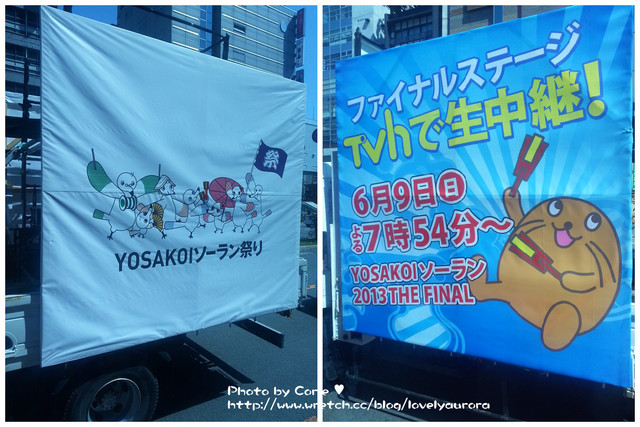 祭
YOSAKOIソーラン祭り
ファイナルステージ
TVhで生中継!
6月9日日
よる7時54分~
YOSAKOIソーラン
2013 THE FINAL
Photo by Corie ♥
http://www.wretch.cc/blog/lovelyaurora